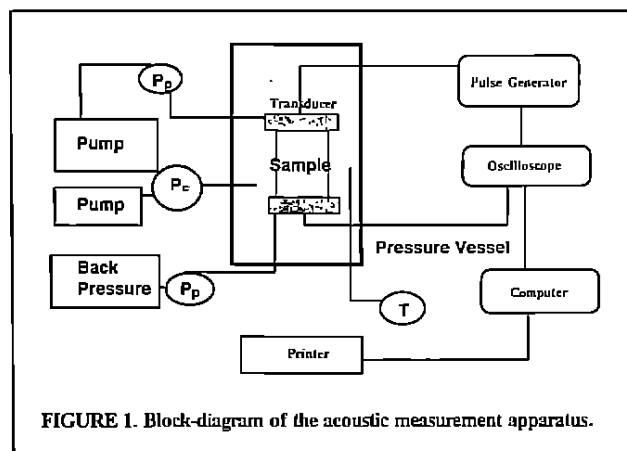 Pp
Transducer
Pulse Generator
Pump
Sample
Oscilloscope
Pc
Pump
Pressure Vessel
Back
Pressure
Pp
Computer
T
Printer
FIGURE 1. Block-diagram of the acoustic measurement apparatus.